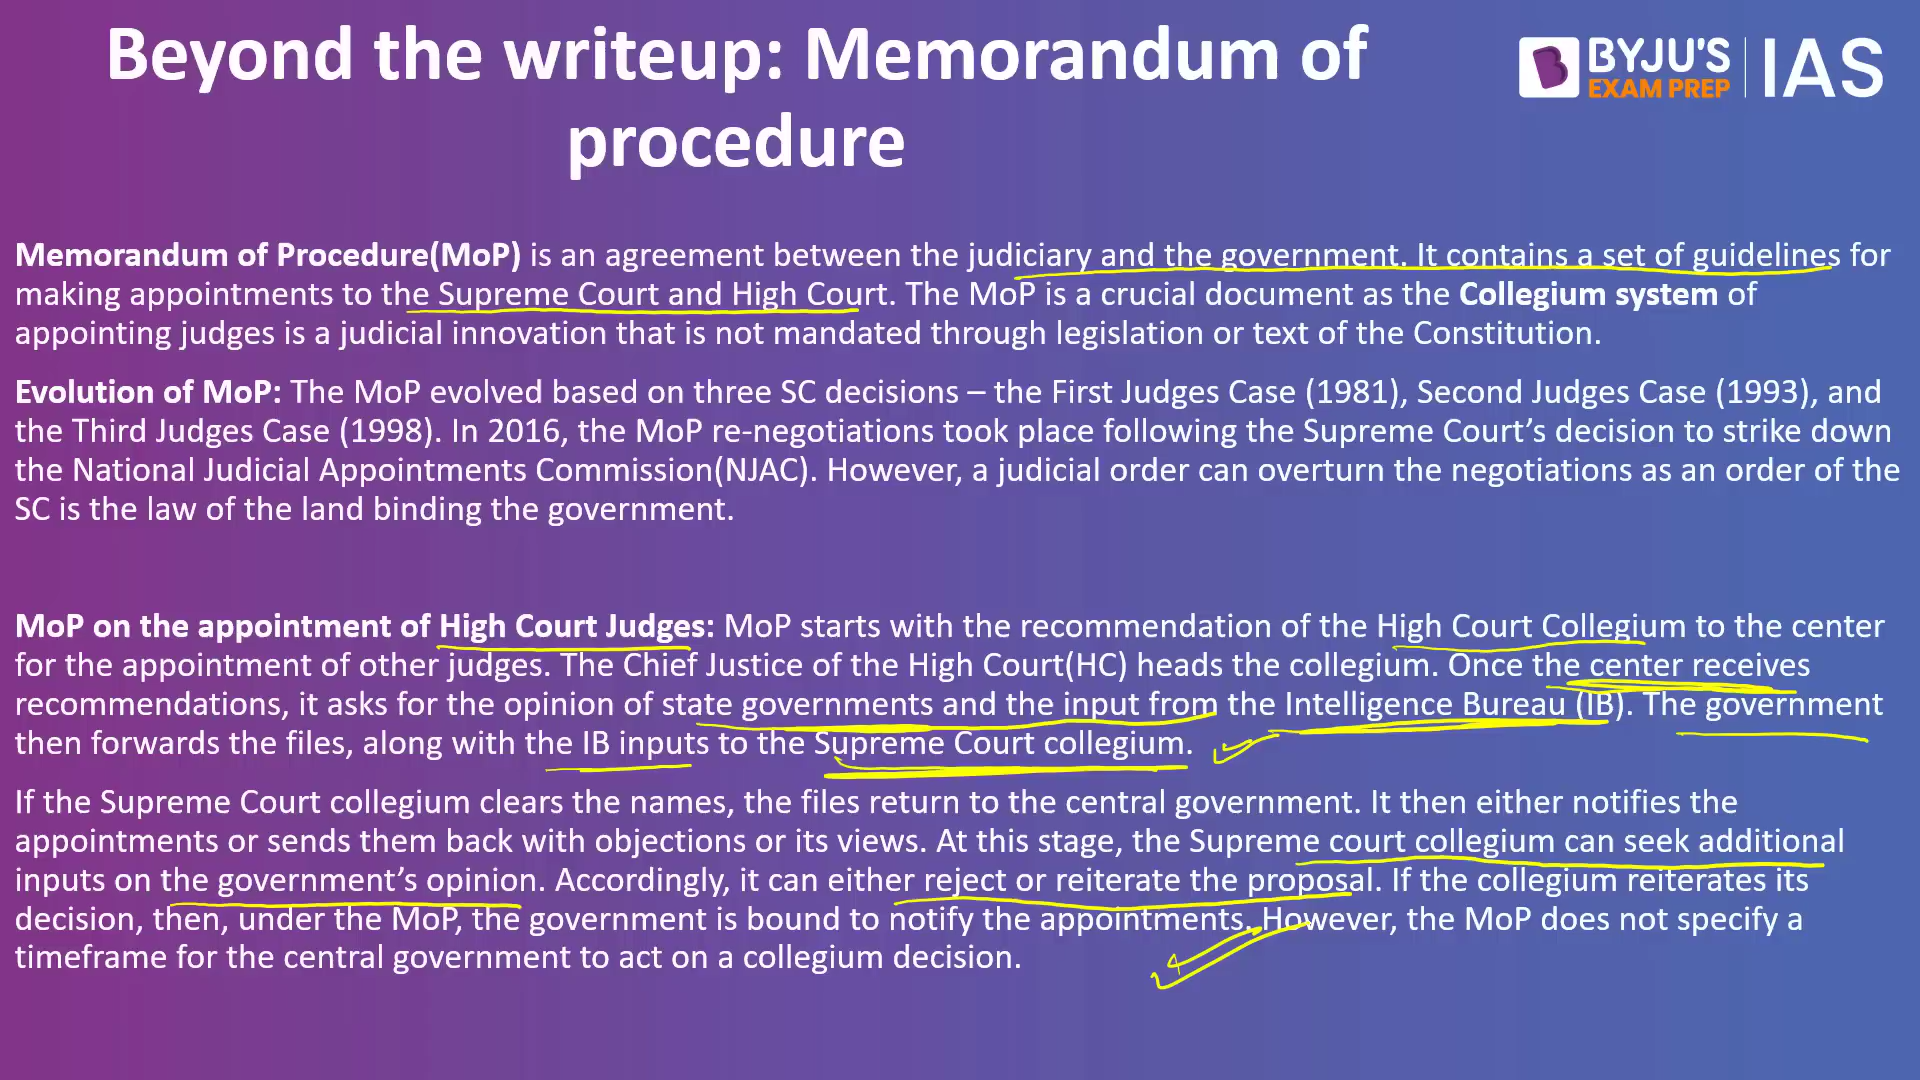 Beyond the writeup: Memorandum of
procedure
BYJU'S
EXAM PREP
IAS
Memorandum of Procedure(MoP) is an agreement between the judiciary and the government. It contains a set of guidelines for
making appointments to the Supreme Court and High Court. The MoP is a crucial document as the Collegium system of
appointing judges is a judicial innovation that is not mandated through legislation or text of the Constitution.
Evolution of MoP: The MoP evolved based on three SC decisions – the First Judges Case (1981), Second Judges Case (1993), and
the Third Judges Case (1998). In 2016, the MoP re-negotiations took place following the Supreme Court’s decision to strike down
the National Judicial Appointments Commission(NJAC). However, a judicial order can overturn the negotiations as an order of the
SC is the law of the land binding the government.
MoP on the appointment of High Court Judges: MoP starts with the recommendation of the High Court Collegium to the center
for the appointment of other judges. The Chief Justice of the High Court(HC) heads the collegium. Once the center receives
recommendations, it asks for the opinion of state governments and the input from the Intelligence Bureau (IB). The government
then forwards the files, along with the IB inputs to the Supreme Court collegium.
If the Supreme Court collegium clears the names, the files return to the central government. It then either notifies the
appointments or sends them back with objections or its views. At this stage, the Supreme court collegium can seek additional
inputs on the government’s opinion. Accordingly, it can either reject or reiterate the proposal. If the collegium reiterates its
decision, then, under the MoP, the government is bound to notify the appointments. However, the MoP does not specify a
timeframe for the central government to act on a collegium decision.